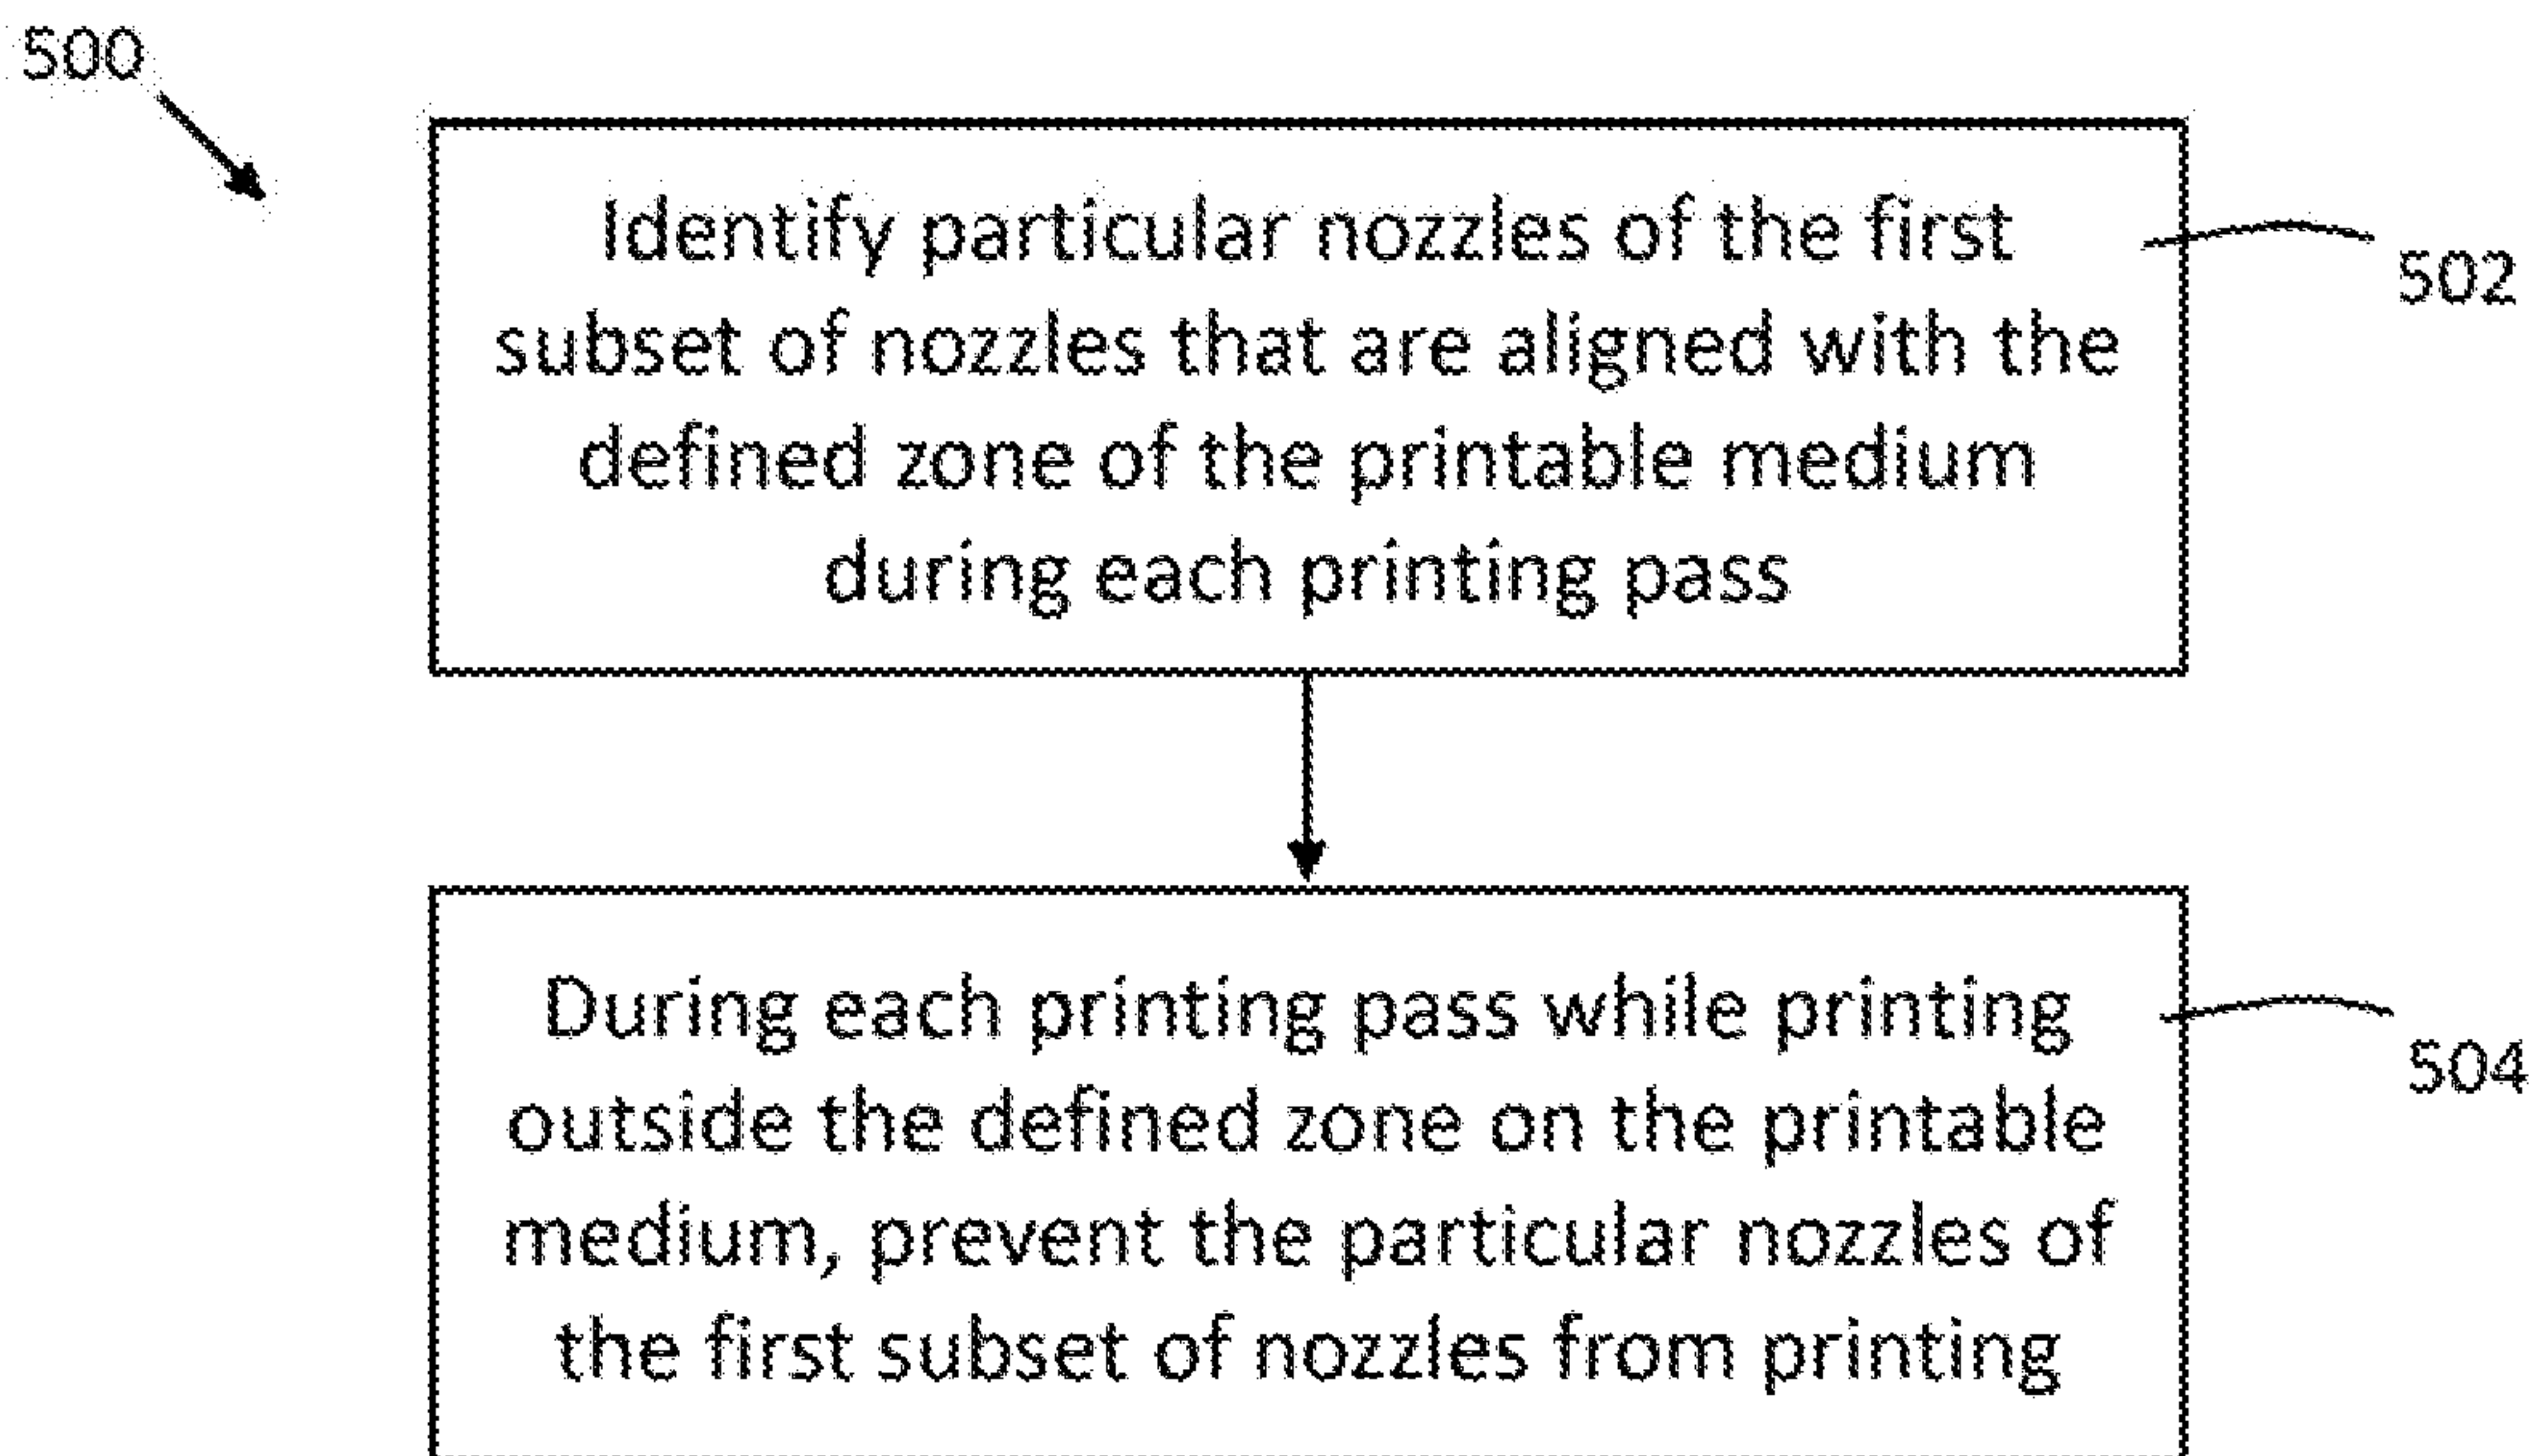 500
Identify particular nozzles of the first
502
subset of nozzles that are aligned with the
defined zone of the printable medium
during each printing pass
During each printing pass while printing
504
outside the defined zone on the printable
medium, prevent the particular nozzles of
the first subset of nozzles from printing